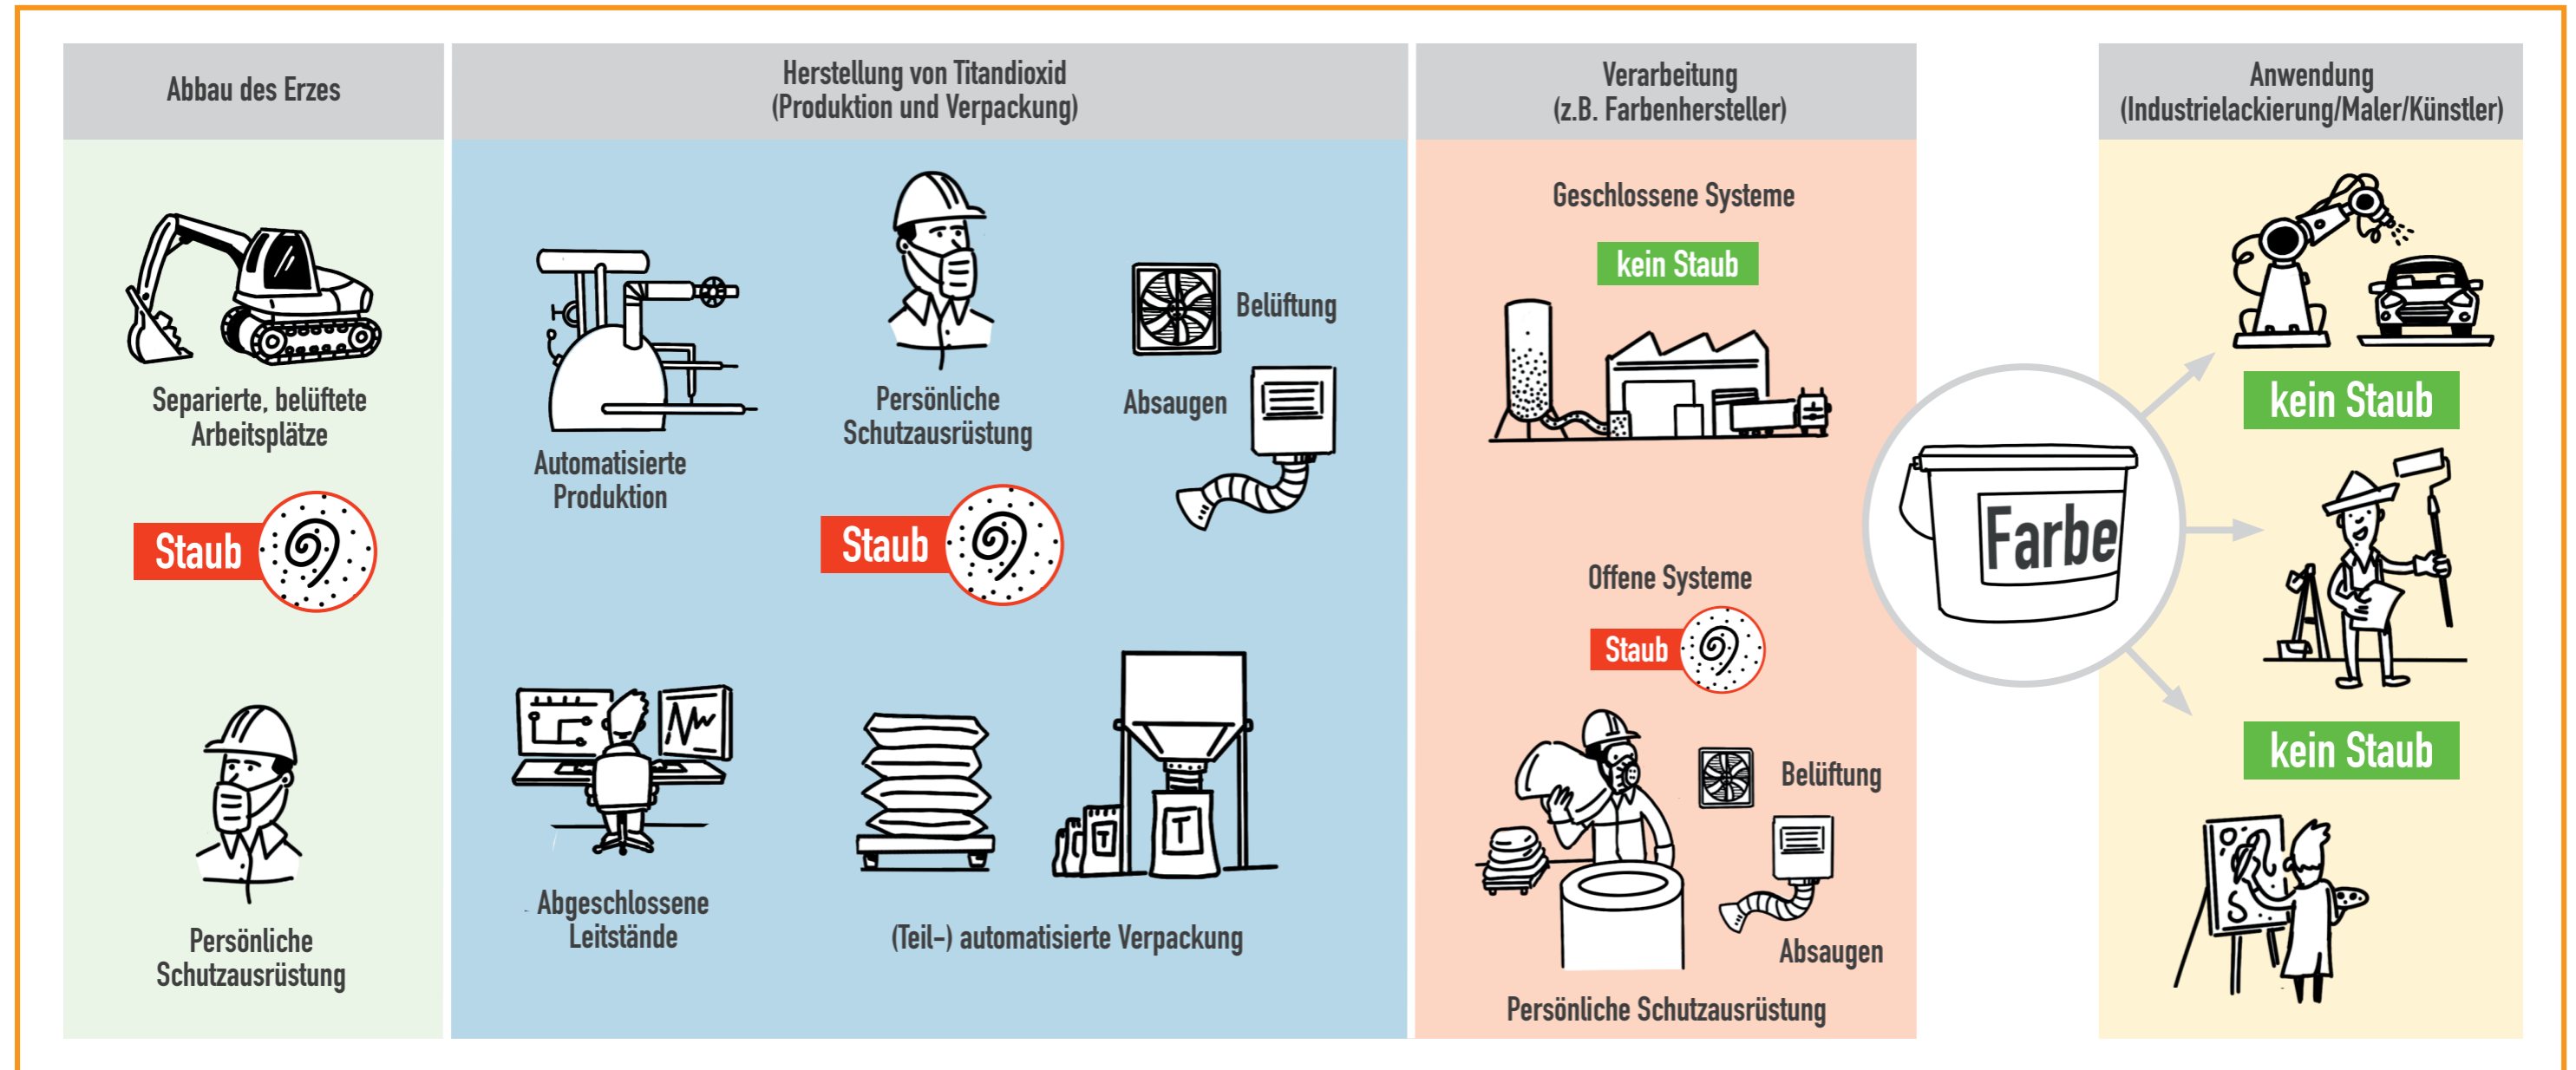 Abbau des Erzes
Separierte, belüftete
Arbeitsplätze
Staub
Persönliche
Schutzausrüstung
Herstellung von Titandioxid
(Produktion und Verpackung)
Automatisierte
Produktion
Persönliche
Schutzausrüstung
Belüftung
Absaugen
Staub
Abgeschlossene
Leitstände
T
T
(Teil-) automatisierte Verpackung
Verarbeitung
(z.B. Farbenhersteller)
Geschlossene Systeme
kein Staub
Offene Systeme
Staub
Belüftung
Absaugen
Persönliche Schutzausrüstung
Farbe
Anwendung
(Industrielackierung/Maler/Künstler)
kein Staub
kein Staub